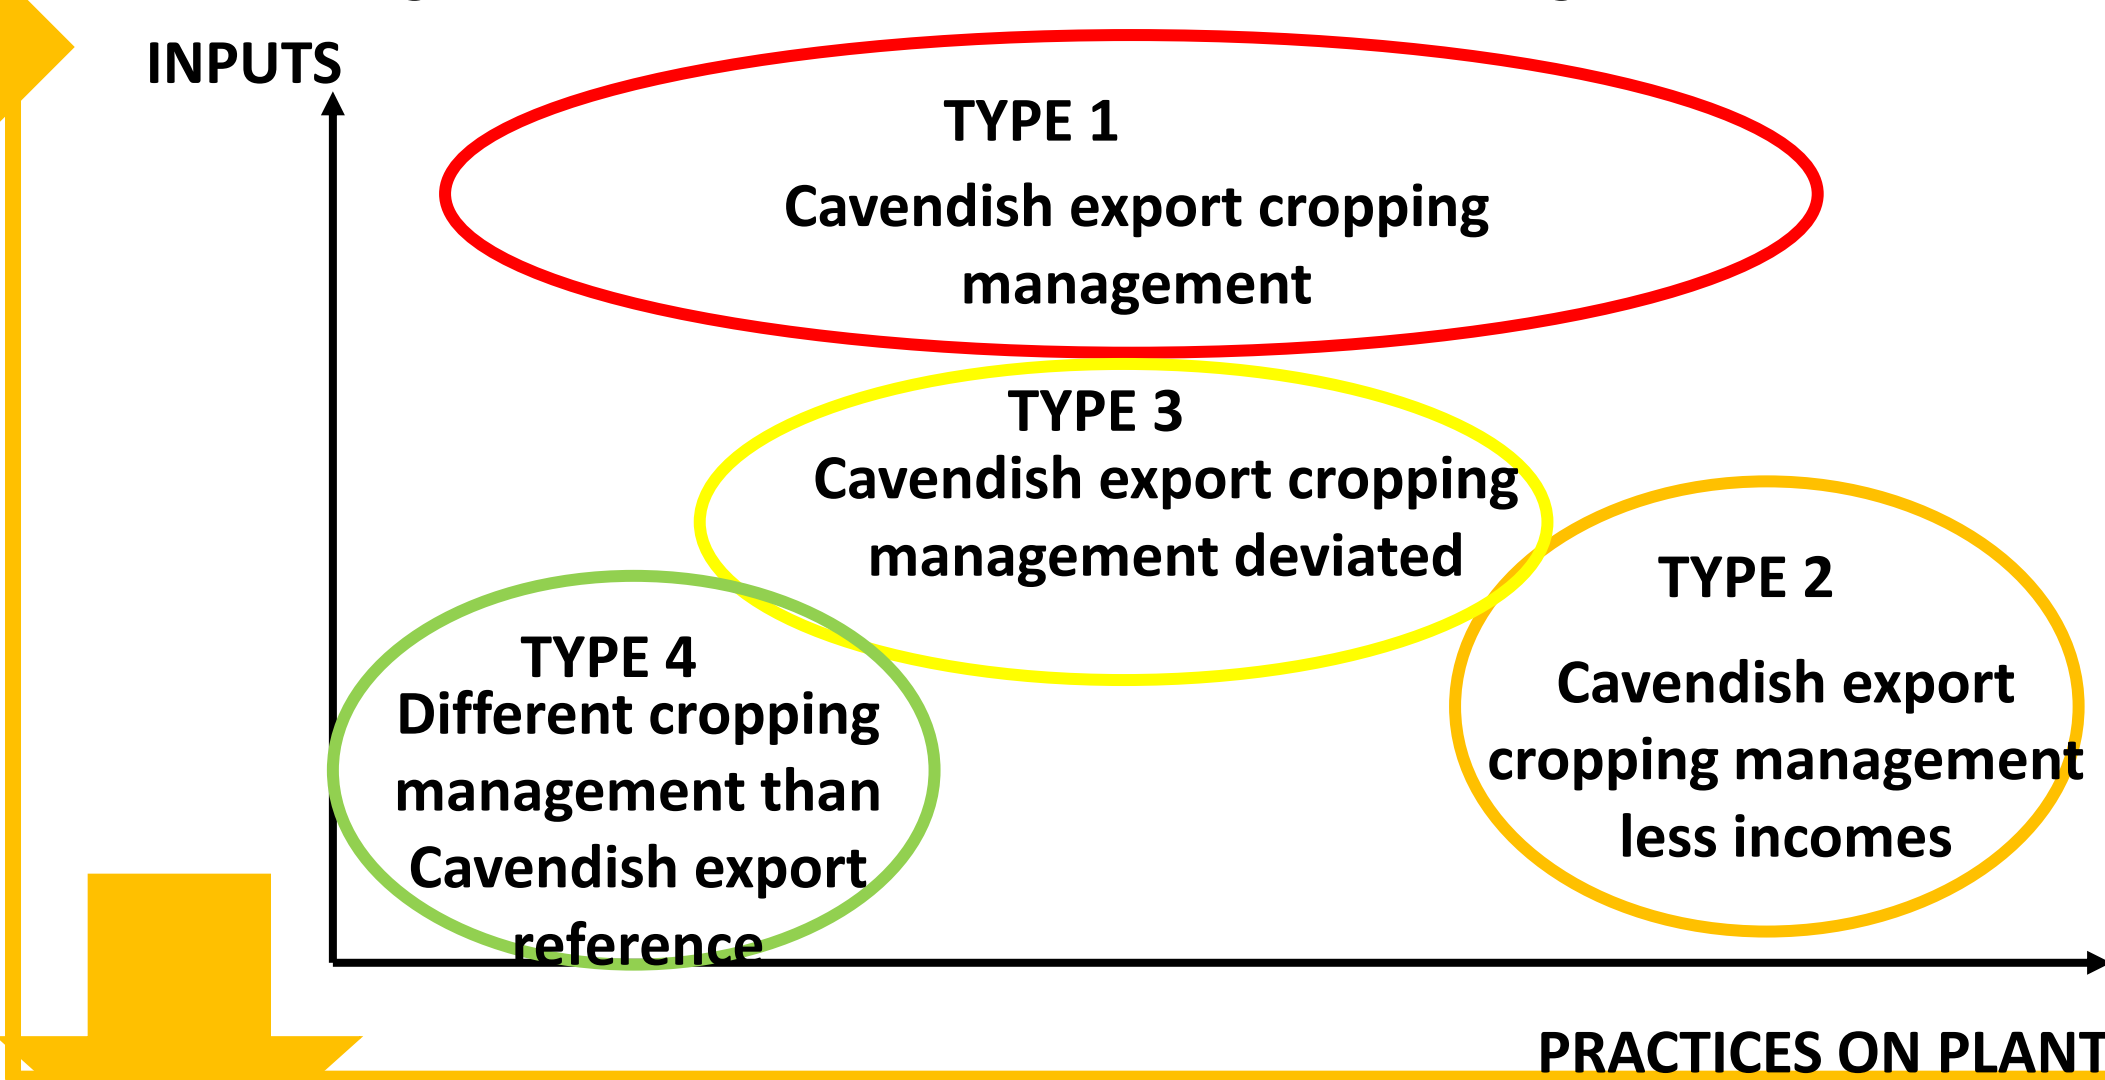 INPUTS
TYPE 1
Cavendish export cropping
management
TYPE 3
Cavendish export cropping
management deviated
TYPE 2
Cavendish export
cropping management
less incomes
TYPE 4
Different cropping
management than
Cavendish export
reference
PRACTICES ON PLANT